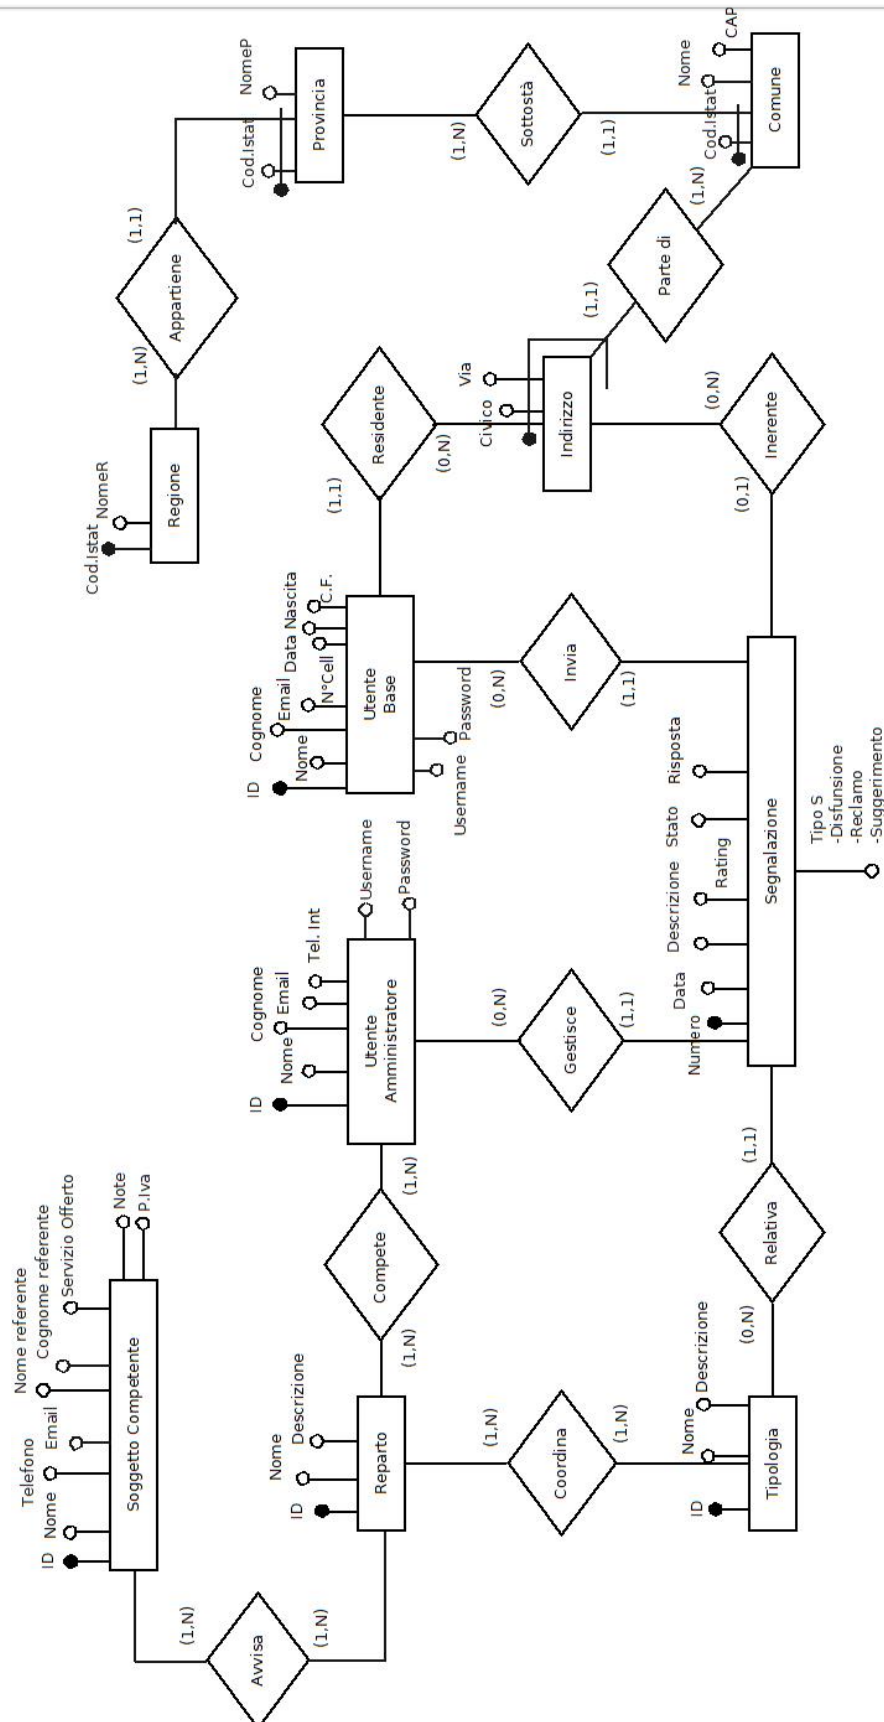 Nome referente
Cognome referente
Telefono
Email
Servizio Offerto
ID
Nome
Note
P.Iva
Soggetto Competente
Cod.Istat
NomeR
Regione
(1,N)
Appartiene
(1,1)
(1,N)
Avvisa
(1,N)
Nome
Descrizione
ID
Reparto
(1,N)
Compete
(1,N)
Cognome
Email
Nome
Tel. Int
ID
Username
Password
Utente
Amministratore
Cognome
Email
Data Nascita
ID
Nome
N°Cell
C.F.
Utente
Base
Username
Password
(1,1)
Residente
(0,N)
Cod.Istat
NomeP
Provincia
(1,N)
Sottostà
(1,1)
(1,N)
Coordina
(1,N)
(0,N)
Gestisce
(1,1)
(0,N)
Invia
(1,1)
Via
Civico
Indirizzo
(1,1)
Parte di
(1,N)
Cod.Istat
Nome
CAP
Comune
ID
Nome
Descrizione
Tipologia
(0,N)
Relativa
(1,1)
Numero
Data
Descrizione
Rating
Stato
Risposta
Segnalazione
(0,1)
Inerente
(0,N)
Tipo S
-Disfunsione
-Reclamo
-Suggerimento